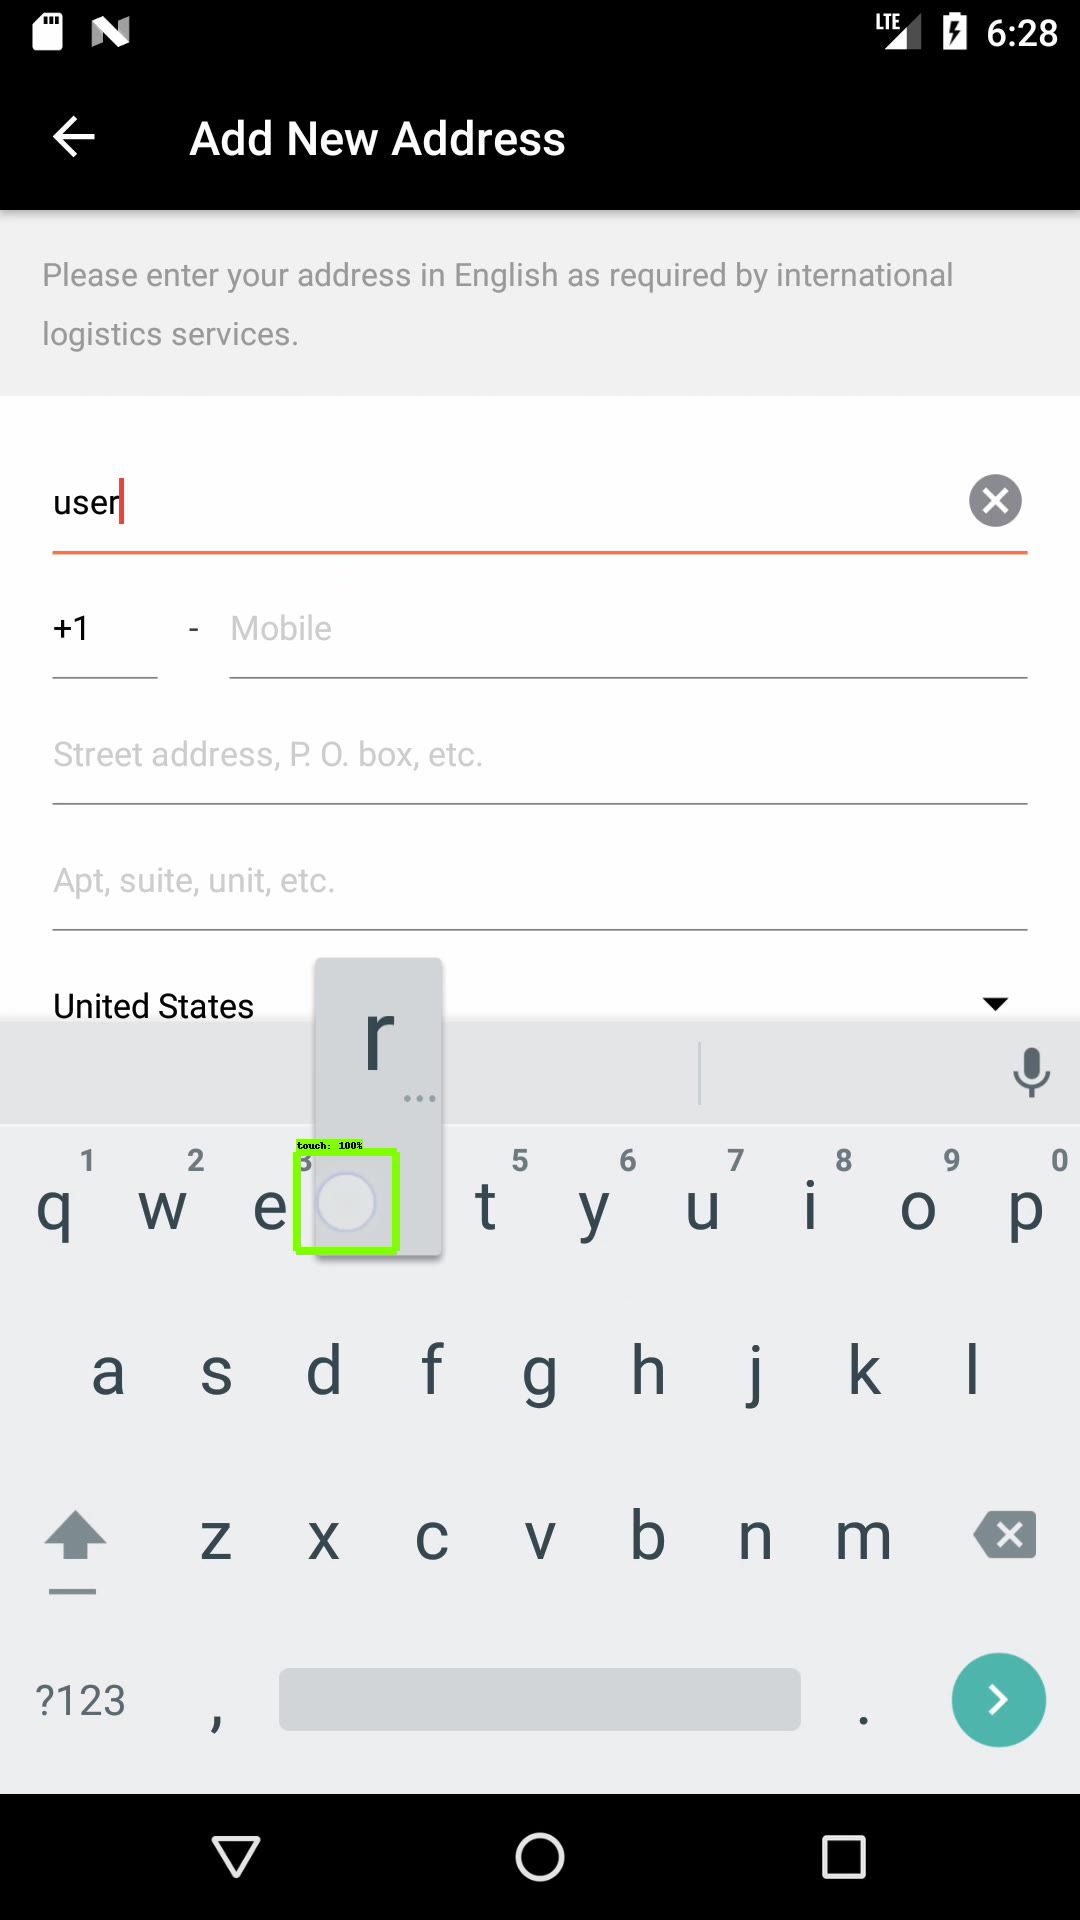 LTE 6:28
Add New Address
Please enter your address in English as required by international
logistics services.
user
+1 - Mobile
Street address, P. O. box, etc.
Apt, suite, unit, etc.
United States
r
touch: 100%
1 2 3 5 6 7 8 9 0
q w e t y u i o p
a s d f g h j k l
z x c v b n m
?123 , .